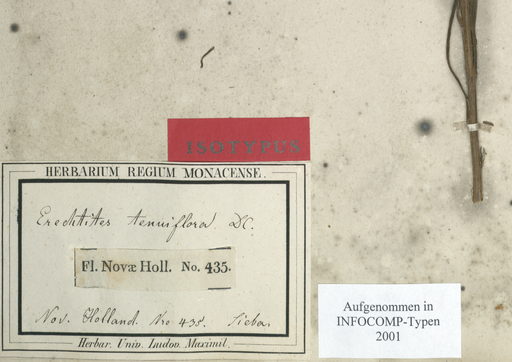 ISOTYPUS
HERBARIUM REGIUM MONACENSE.
Erechtites tenuiflora DC.
Fl. Novæ Holl. No. 435.
Nov. Holland. Nro 435. Sieber.
Herbar. Univ. Ludov. Maximil.
Aufgenommen in
INFOCOMP-Typen
2001